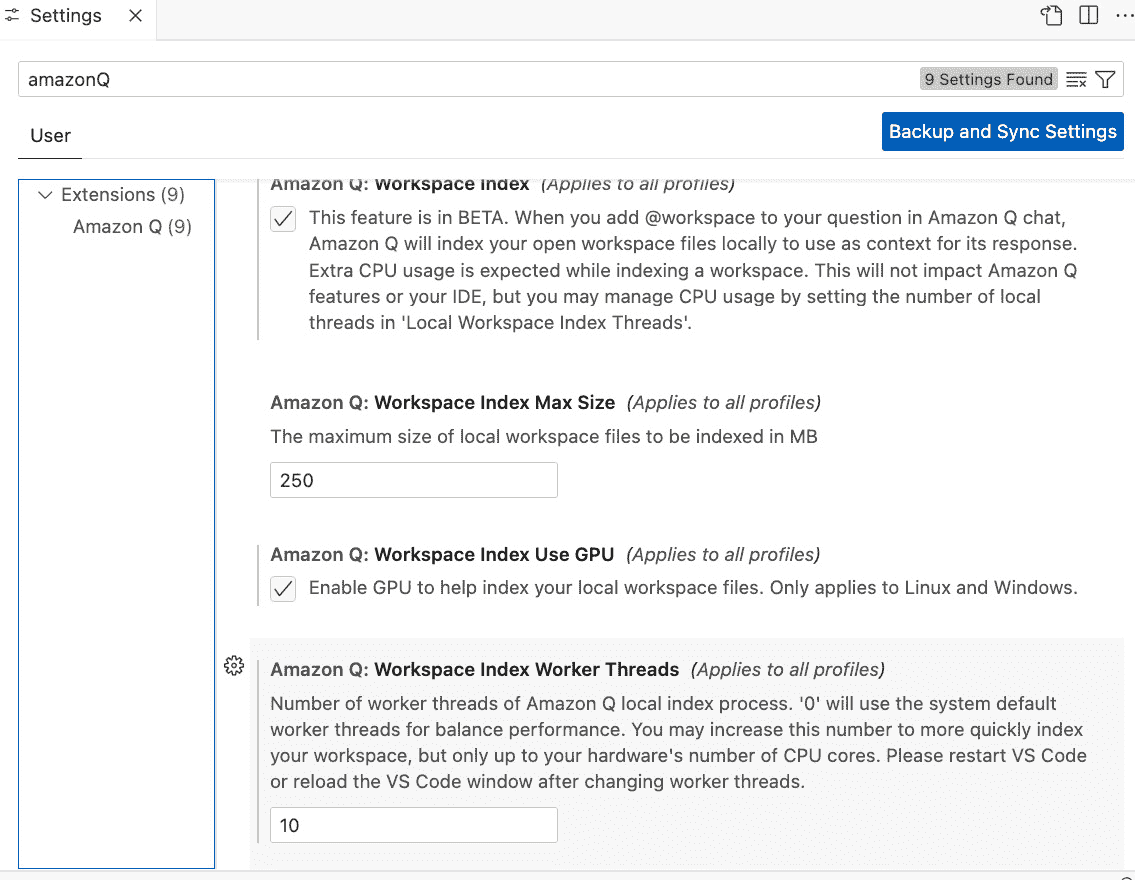 Settings
amazonQ
9 Settings Found
User
Backup and Sync Settings
Extensions (9)
Amazon Q (9)
Amazon Q: Workspace Index (Applies to all profiles)
This feature is in BETA. When you add @workspace to your question in Amazon Q chat,
Amazon Q will index your open workspace files locally to use as context for its response.
Extra CPU usage is expected while indexing a workspace. This will not impact Amazon Q
features or your IDE, but you may manage CPU usage by setting the number of local
threads in 'Local Workspace Index Threads'.
Amazon Q: Workspace Index Max Size (Applies to all profiles)
The maximum size of local workspace files to be indexed in MB
250
Amazon Q: Workspace Index Use GPU (Applies to all profiles)
Enable GPU to help index your local workspace files. Only applies to Linux and Windows.
Amazon Q: Workspace Index Worker Threads (Applies to all profiles)
Number of worker threads of Amazon Q local index process. '0' will use the system default
worker threads for balance performance. You may increase this number to more quickly index
your workspace, but only up to your hardware's number of CPU cores. Please restart VS Code
or reload the VS Code window after changing worker threads.
10